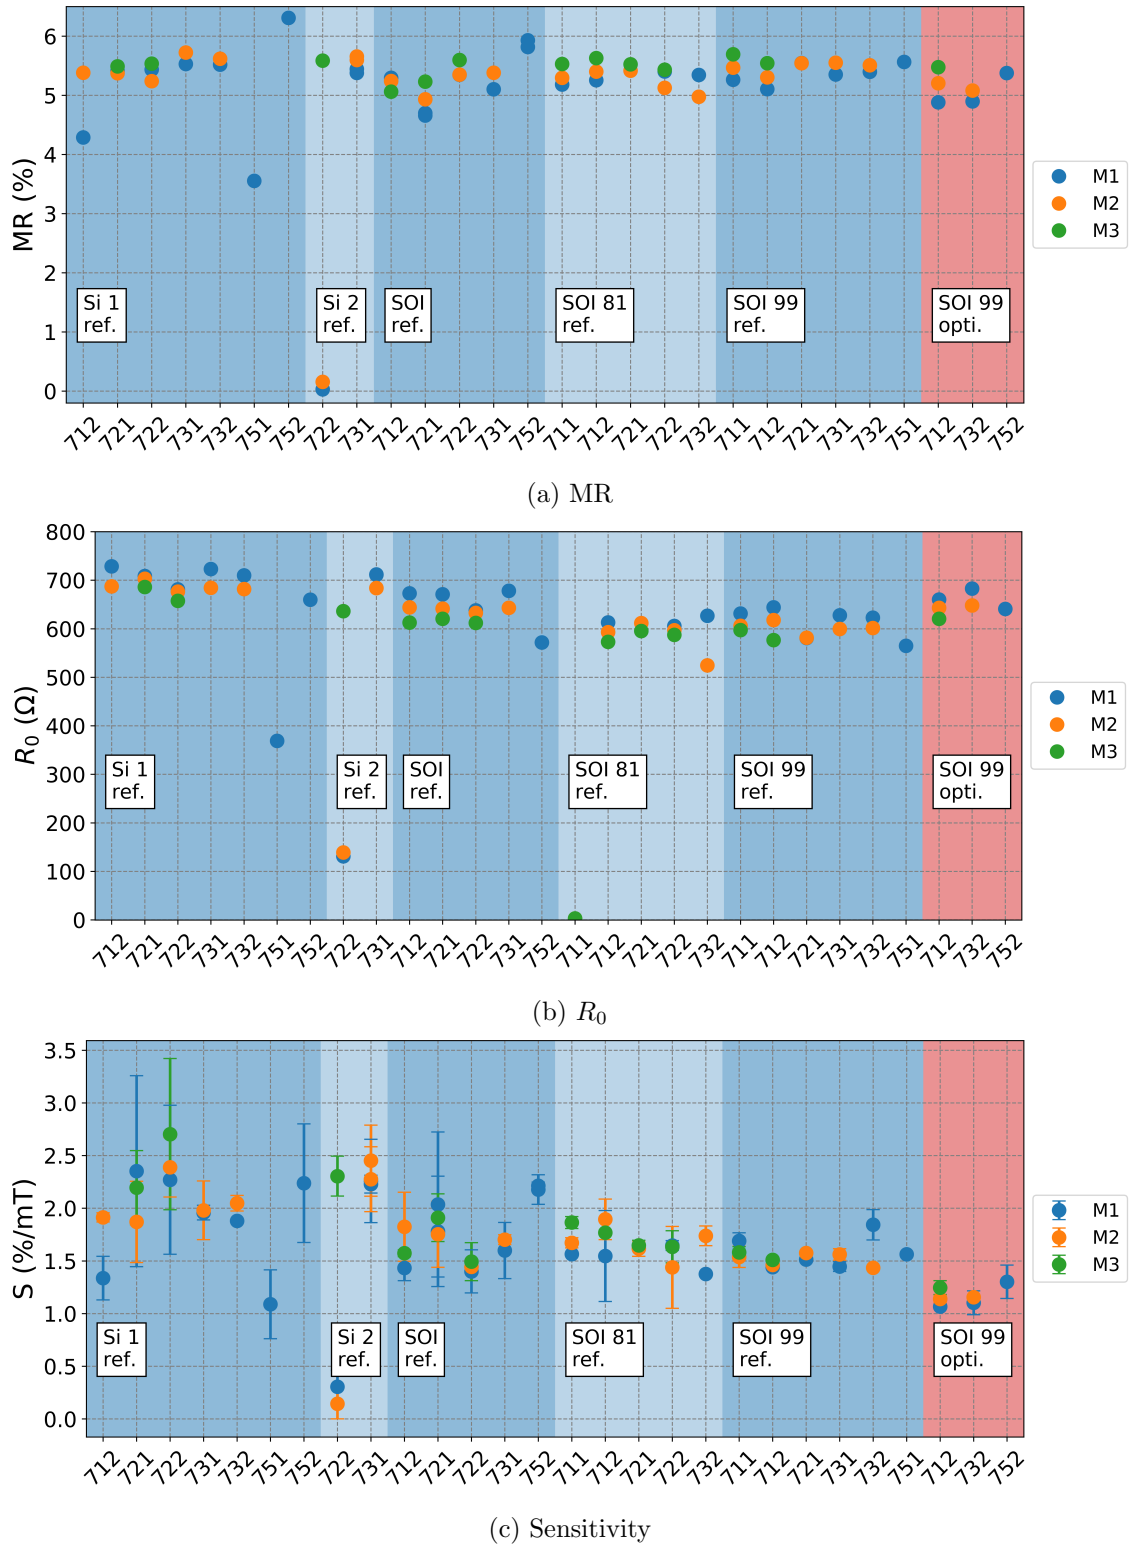 6
5
4
3
2
1
0
MR (%)
Si 1
ref.
Si 2
ref.
SOI
ref.
SOI 81
ref.
SOI 99
ref.
SOI 99
opti.
M1
M2
M3
712 721 722 731 732 751 752 722 731 712 721 722 731 752 711 712 721 722 732 711 712 721 731 732 751 712 732 752
(a) MR
800
700
600
500
400
300
200
100
0
R₀ (Ω)
Si 1
ref.
Si 2
ref.
SOI
ref.
SOI 81
ref.
SOI 99
ref.
SOI 99
opti.
M1
M2
M3
712 721 722 731 732 751 752 722 731 712 721 722 731 752 711 712 721 722 732 711 712 721 731 732 751 712 732 752
(b) R₀
3.5
3.0
2.5
2.0
1.5
1.0
0.5
0.0
S (%/mT)
Si 1
ref.
Si 2
ref.
SOI
ref.
SOI 81
ref.
SOI 99
ref.
SOI 99
opti.
M1
M2
M3
712 721 722 731 732 751 752 722 731 712 721 722 731 752 711 712 721 722 732 711 712 721 731 732 751 712 732 752
(c) Sensitivity